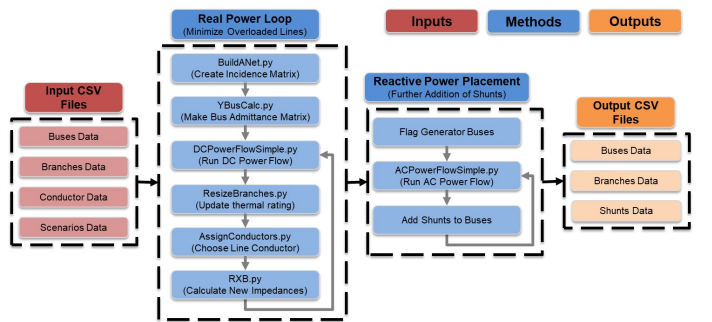 Inputs
Methods
Outputs
Input CSV
Files
Buses Data
Branches Data
Conductor Data
Scenarios Data
Real Power Loop
(Minimize Overloaded Lines)
BuildANet.py
(Create Incidence Matrix)
YBusCalc.py
(Make Bus Admittance Matrix)
DCPowerFlowSimple.py
(Run DC Power Flow)
ResizeBranches.py
(Update thermal rating)
AssignConductors.py
(Choose Line Conductor)
RXB.py
(Calculate New Impedances)
Reactive Power Placement
(Further Addition of Shunts)
Flag Generator Buses
ACPowerFlowSimple.py
(Run AC Power Flow)
Add Shunts to Buses
Output CSV
Files
Buses Data
Branches Data
Shunts Data